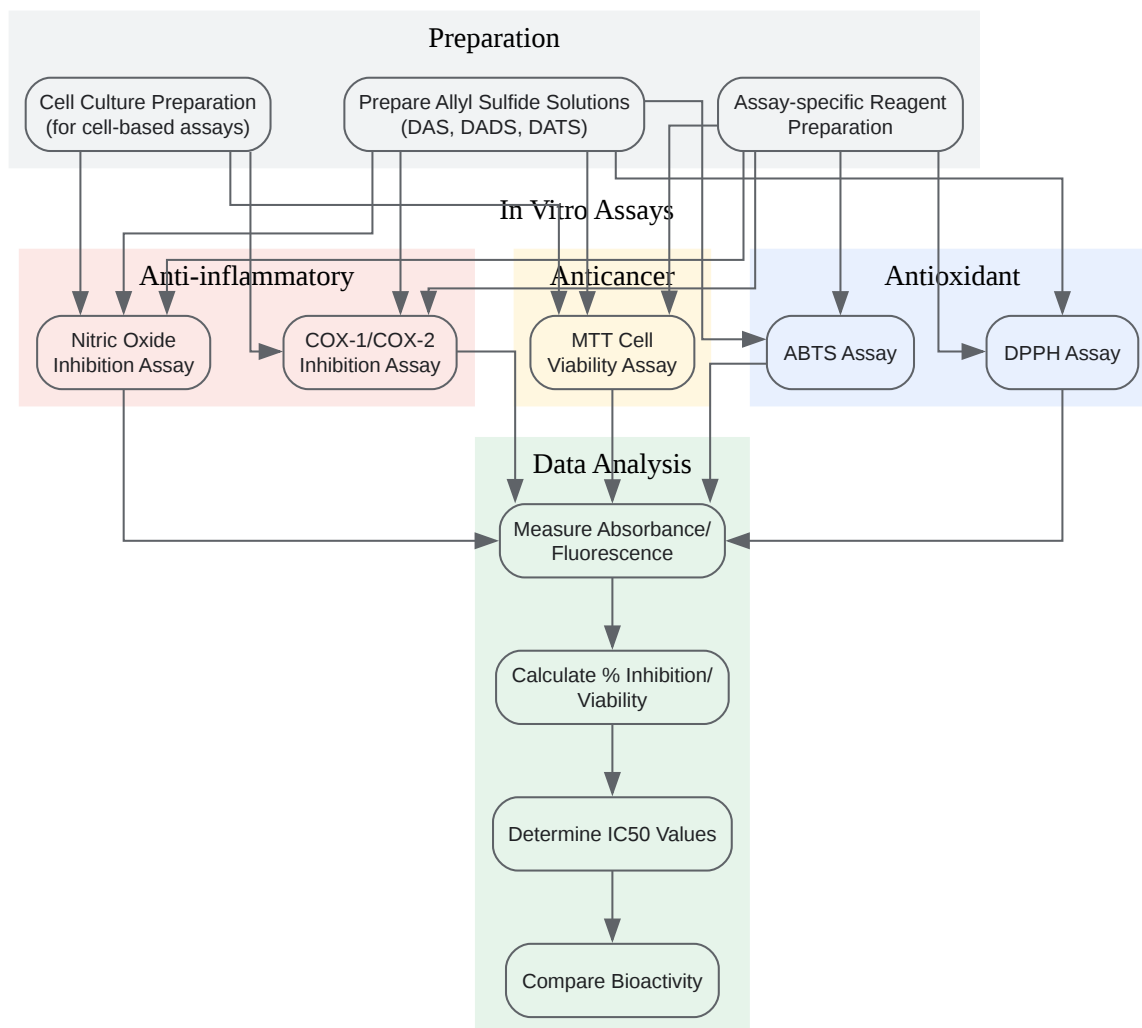 Preparation
Cell Culture Preparation
(for cell-based assays)
Prepare Allyl Sulfide Solutions
(DAS, DADS, DATS)
Assay-specific Reagent
Preparation
In Vitro Assays
Anti-inflammatory
Anticancer
Antioxidant
Nitric Oxide
Inhibition Assay
COX-1/COX-2
Inhibition Assay
MTT Cell
Viability Assay
ABTS Assay
DPPH Assay
Data Analysis
Measure Absorbance/
Fluorescence
Calculate % Inhibition/
Viability
Determine IC50 Values
Compare Bioactivity